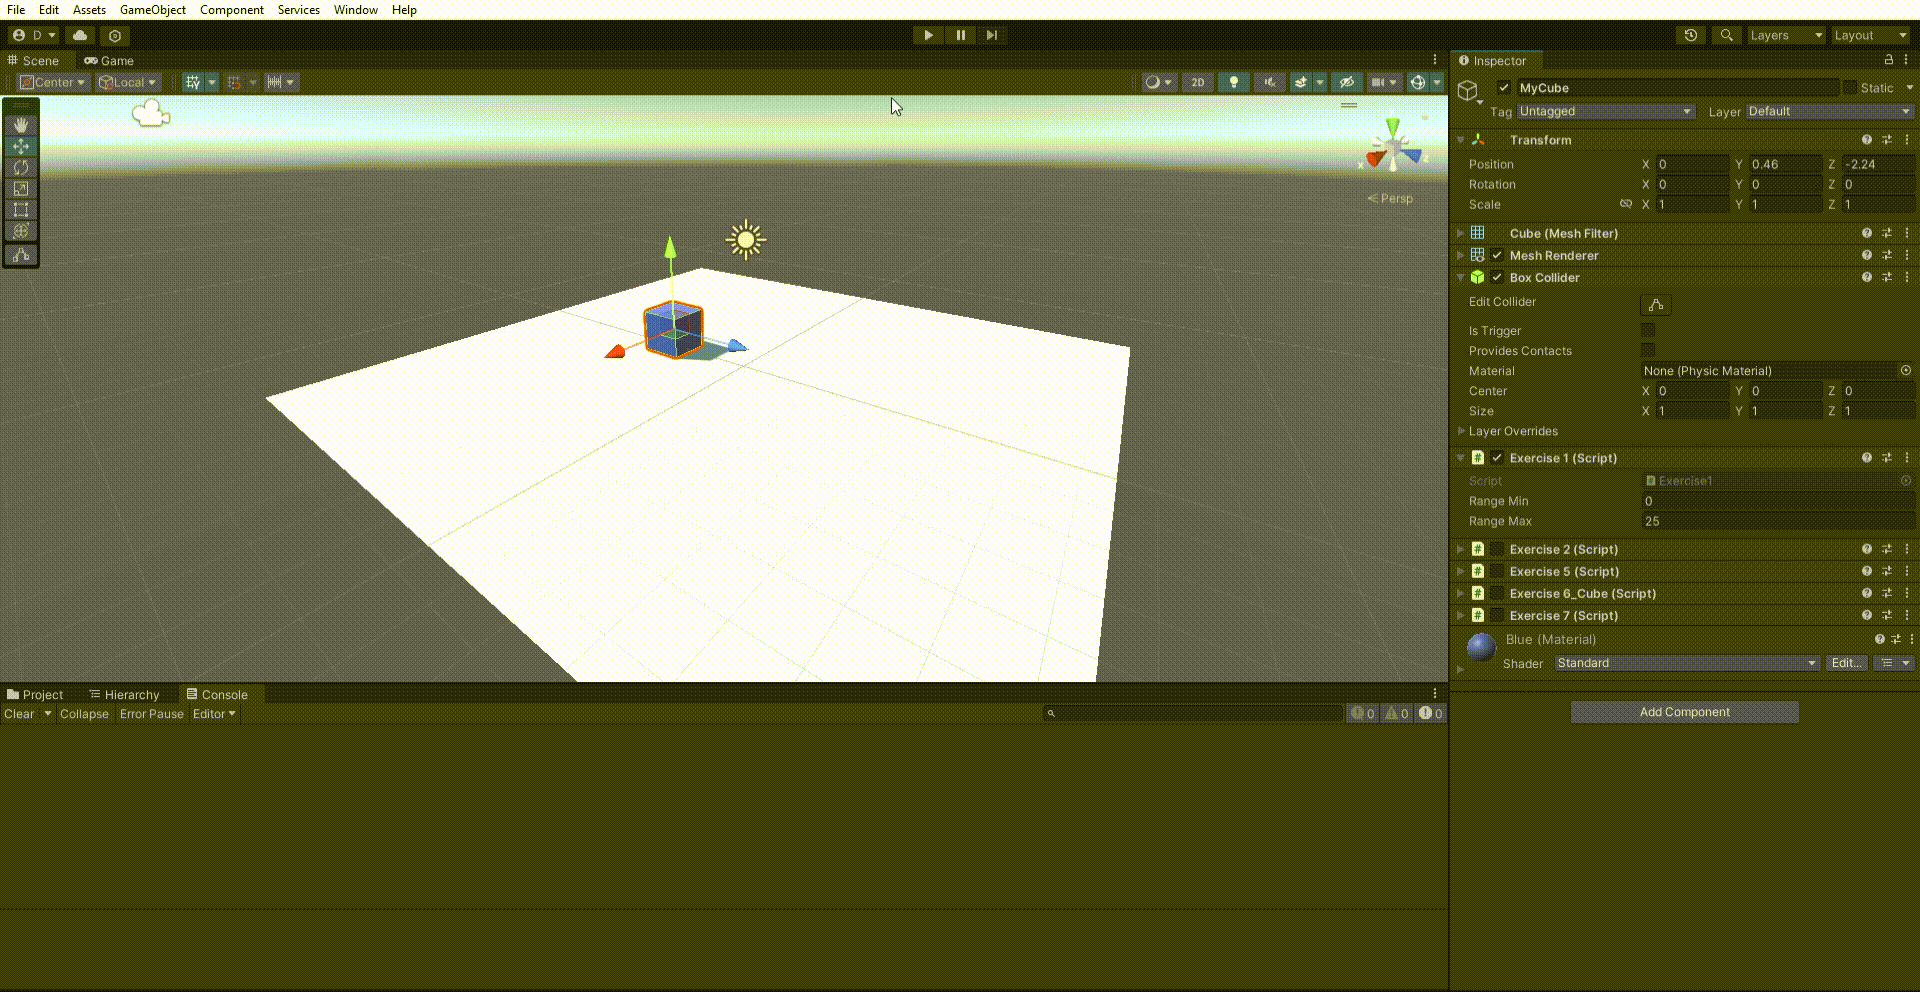 File Edit Assets GameObject Component Services Window Help
D Layers Layout
Scene Game
Center Local 2D
Persp
Project Hierarchy Console
Clear Collapse Error Pause Editor 0 0 0
Inspector
MyCube Static
Tag Untagged Layer Default
Transform
Position X 0 Y 0.46 Z -2.24
Rotation X 0 Y 0 Z 0
Scale X 1 Y 1 Z 1
Cube (Mesh Filter)
Mesh Renderer
Box Collider
Edit Collider
Is Trigger
Provides Contacts
Material None (Physic Material)
Center X 0 Y 0 Z 0
Size X 1 Y 1 Z 1
Layer Overrides
# Exercise 1 (Script)
Script Exercise1
Range Min 0
Range Max 25
# Exercise 2 (Script)
# Exercise 5 (Script)
# Exercise 6_Cube (Script)
# Exercise 7 (Script)
Blue (Material)
Shader Standard Edit...
Add Component